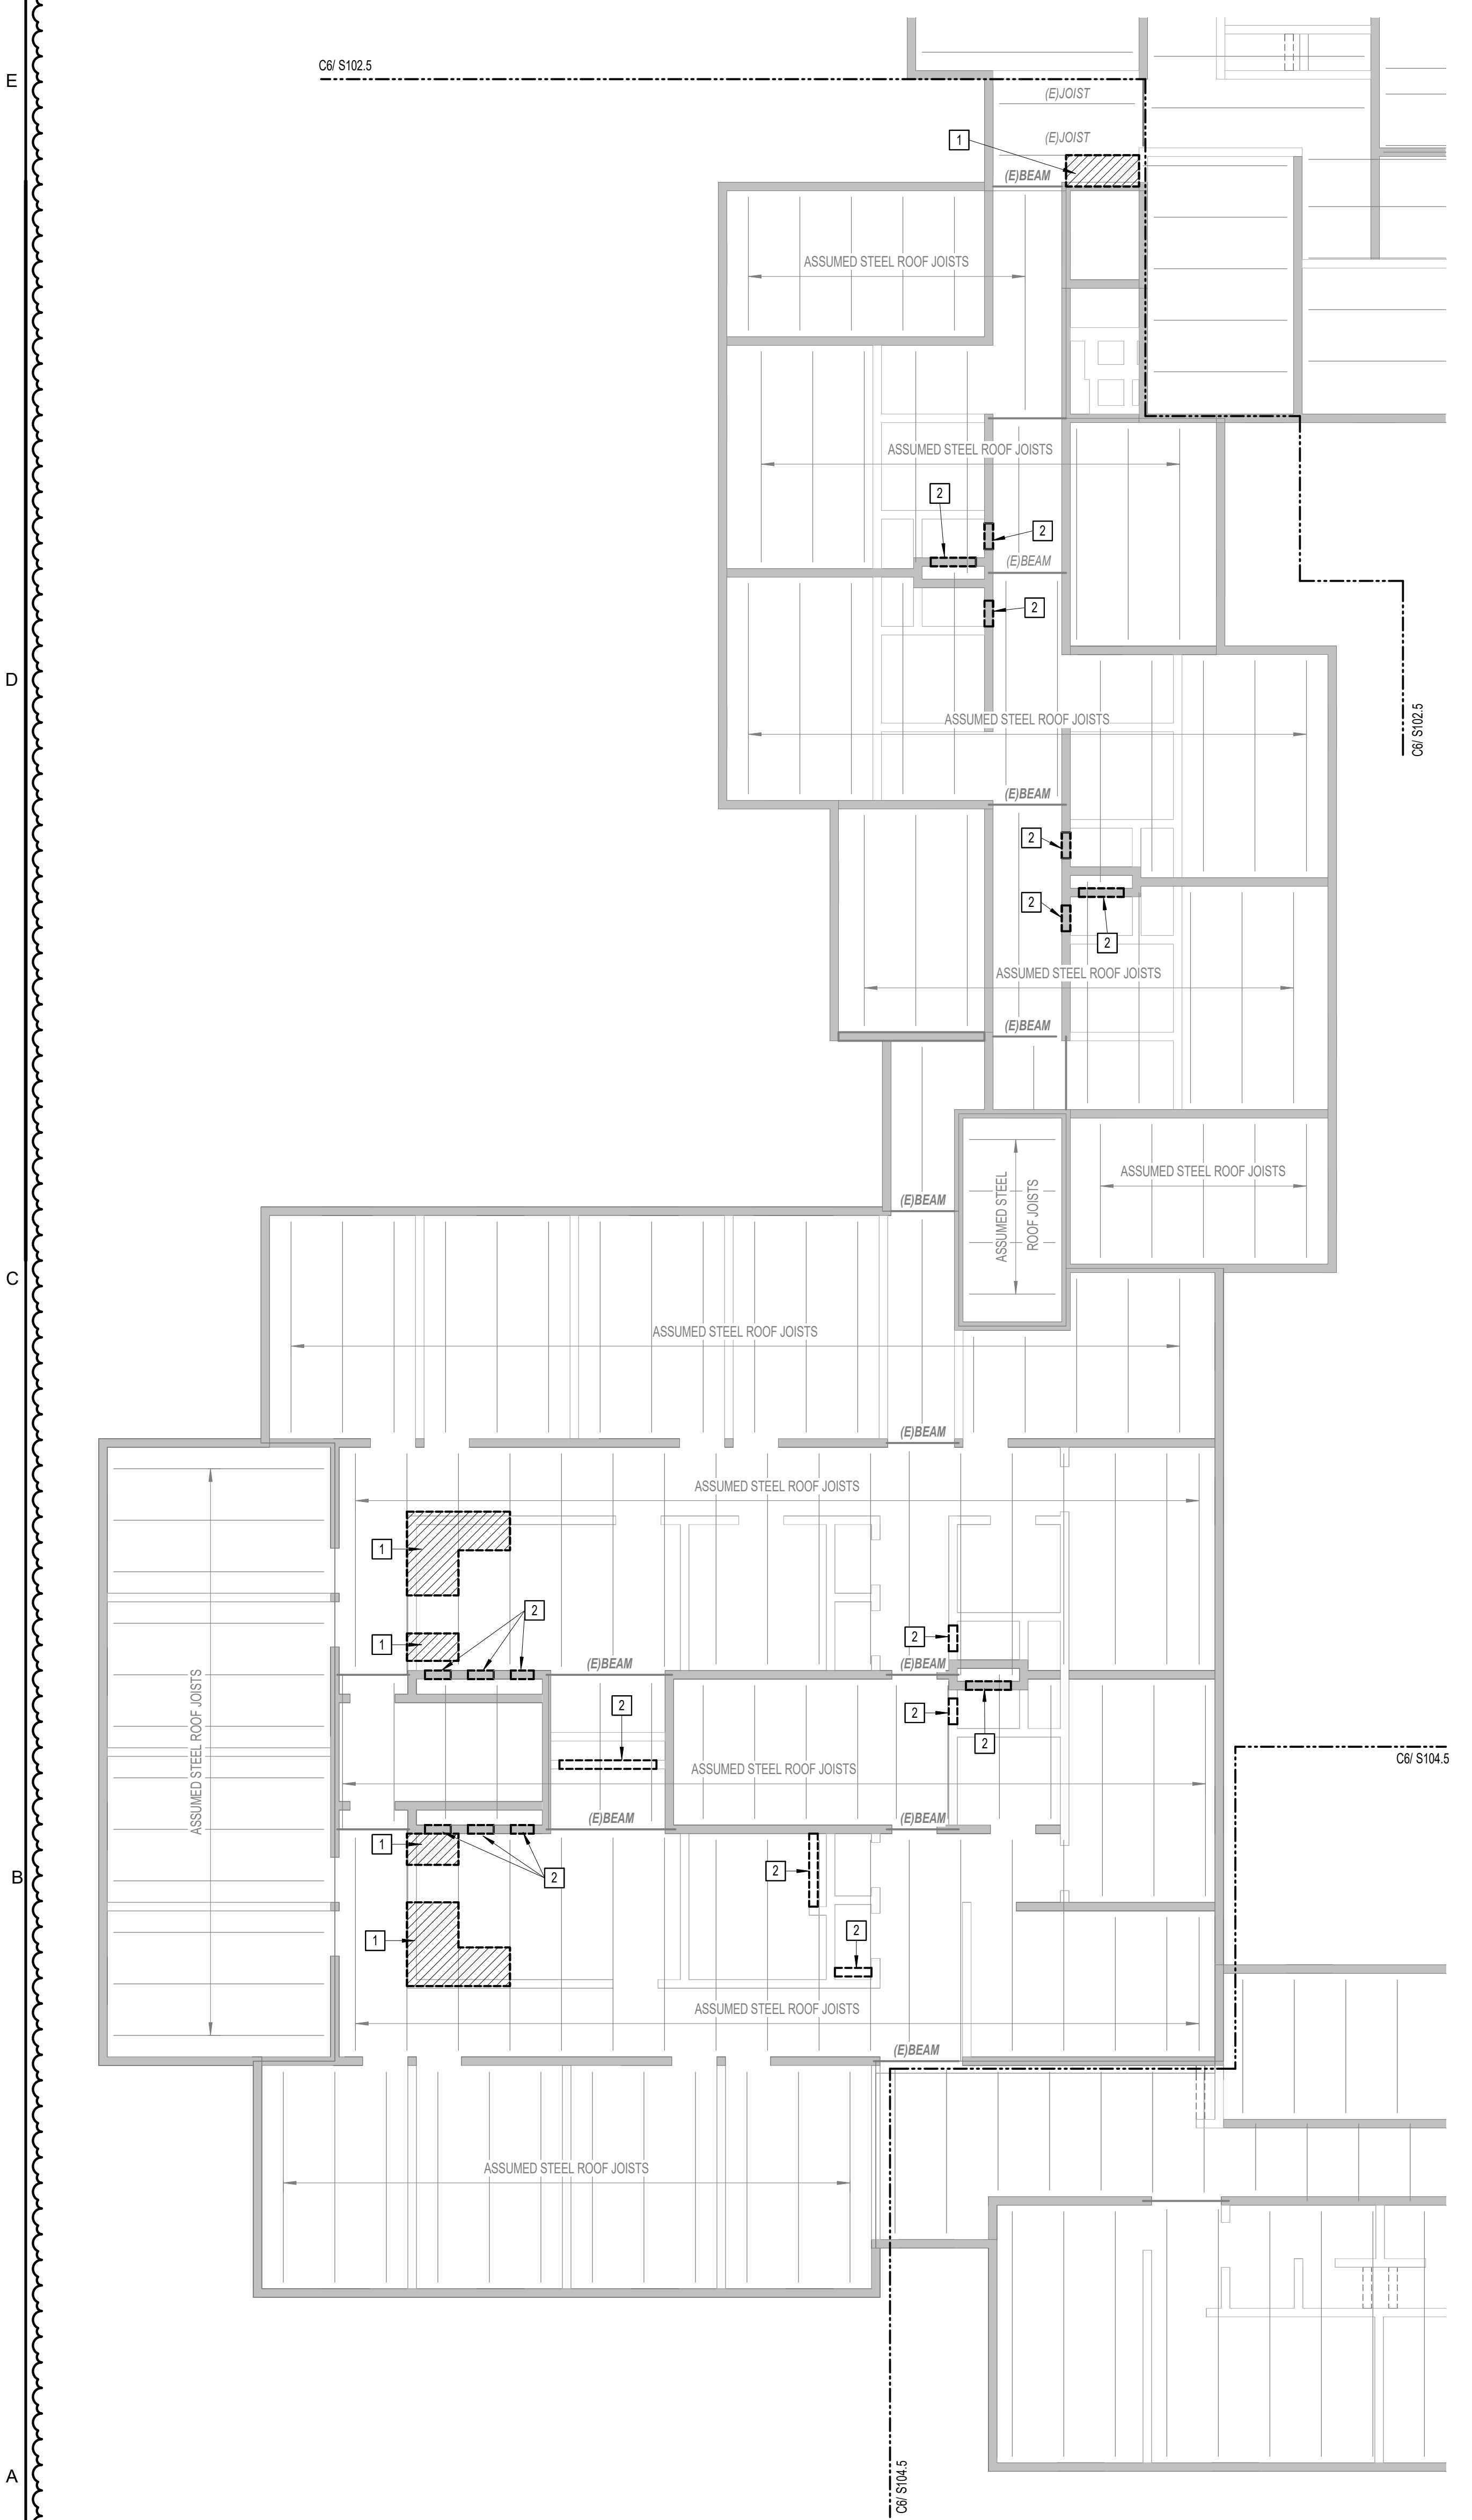 E
C6/ S102.5
(E)JOIST
(E)JOIST
1
(E)BEAM
ASSUMED STEEL ROOF JOISTS
ASSUMED STEEL ROOF JOISTS
2
2
(E)BEAM
2
D
ASSUMED STEEL ROOF JOISTS
C6/ S102.5
(E)BEAM
2
2
2
ASSUMED STEEL ROOF JOISTS
(E)BEAM
ASSUMED STEEL ROOF JOISTS
ASSUMED STEEL
ROOF JOISTS
(E)BEAM
C
ASSUMED STEEL ROOF JOISTS
(E)BEAM
ASSUMED STEEL ROOF JOISTS
1
2
1
2
(E)BEAM
(E)BEAM
2
2
2
ASSUMED STEEL ROOF JOISTS
C6/ S104.5
ASSUMED STEEL ROOF JOISTS
(E)BEAM
(E)BEAM
1
2
2
B
2
1
ASSUMED STEEL ROOF JOISTS
(E)BEAM
ASSUMED STEEL ROOF JOISTS
A
C6/ S104.5